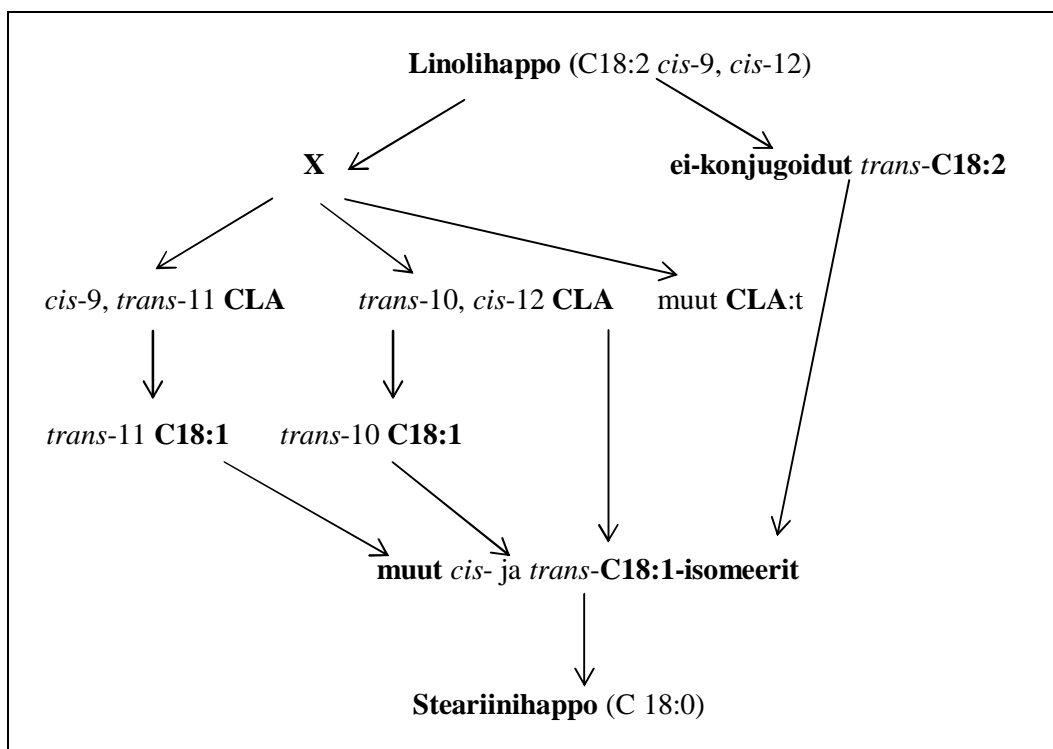 Linolihappo (C18:2 cis-9, cis-12)
X
ei-konjugoidut trans-C18:2
cis-9, trans-11 CLA
trans-10, cis-12 CLA
muut CLA:t
trans-11 C18:1
trans-10 C18:1
muut cis- ja trans-C18:1-isomeerit
Steariinihappo (C 18:0)